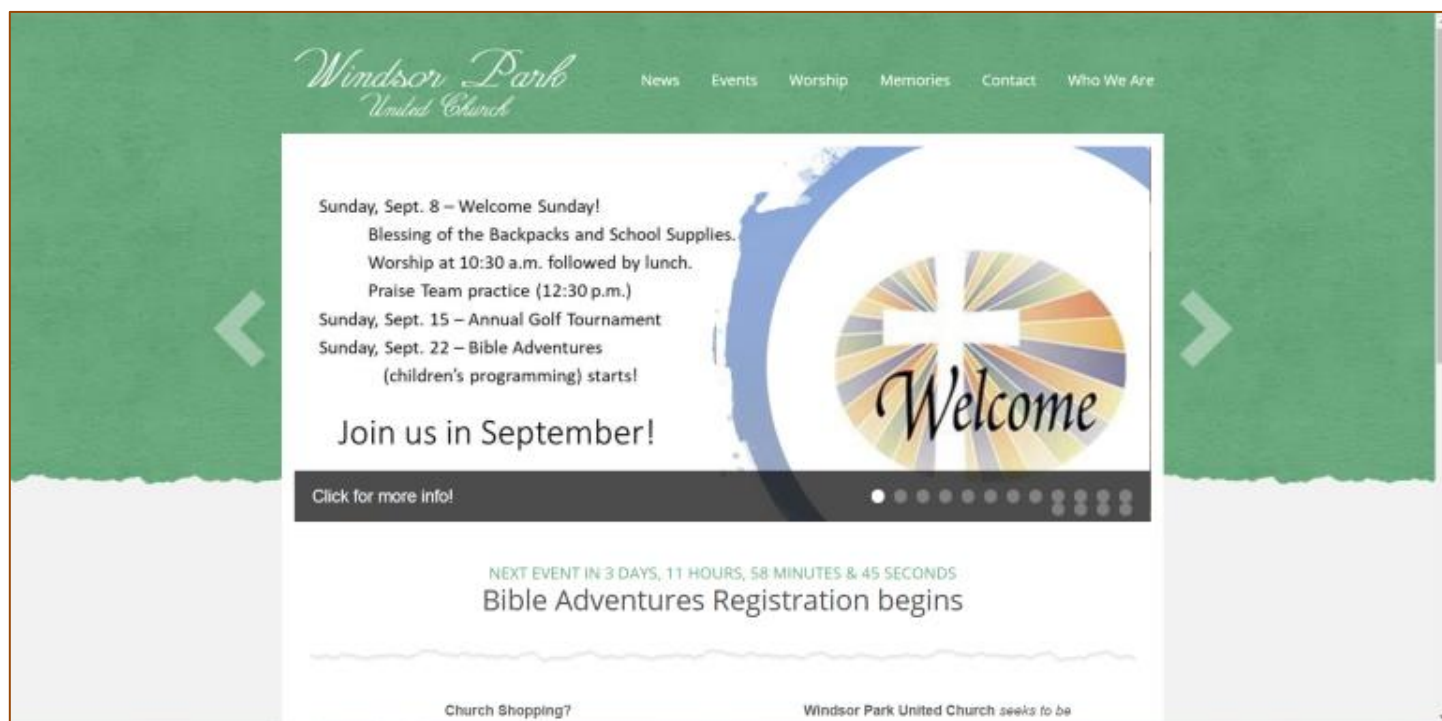 Windsor Park
United Church
News Events Worship Memories Contact Who We Are
Sunday, Sept. 8 – Welcome Sunday!
Blessing of the Backpacks and School Supplies.
Worship at 10:30 a.m. followed by lunch.
Praise Team practice (12:30 p.m.)
Sunday, Sept. 15 – Annual Golf Tournament
Sunday, Sept. 22 – Bible Adventures
(children's programming) starts!
Join us in September!
Welcome
Click for more info!
NEXT EVENT IN 3 DAYS, 11 HOURS, 58 MINUTES & 45 SECONDS
Bible Adventures Registration begins
Church Shopping?
Windsor Park United Church seeks to be